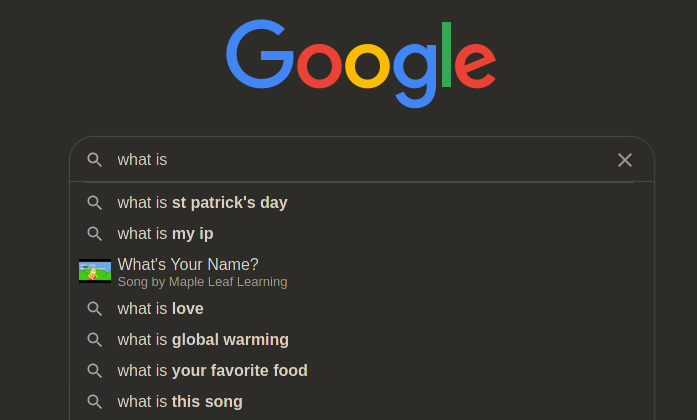 Google
what is
what is st patrick's day
what is my ip
What's Your Name?
Song by Maple Leaf Learning
what is love
what is global warming
what is your favorite food
what is this song